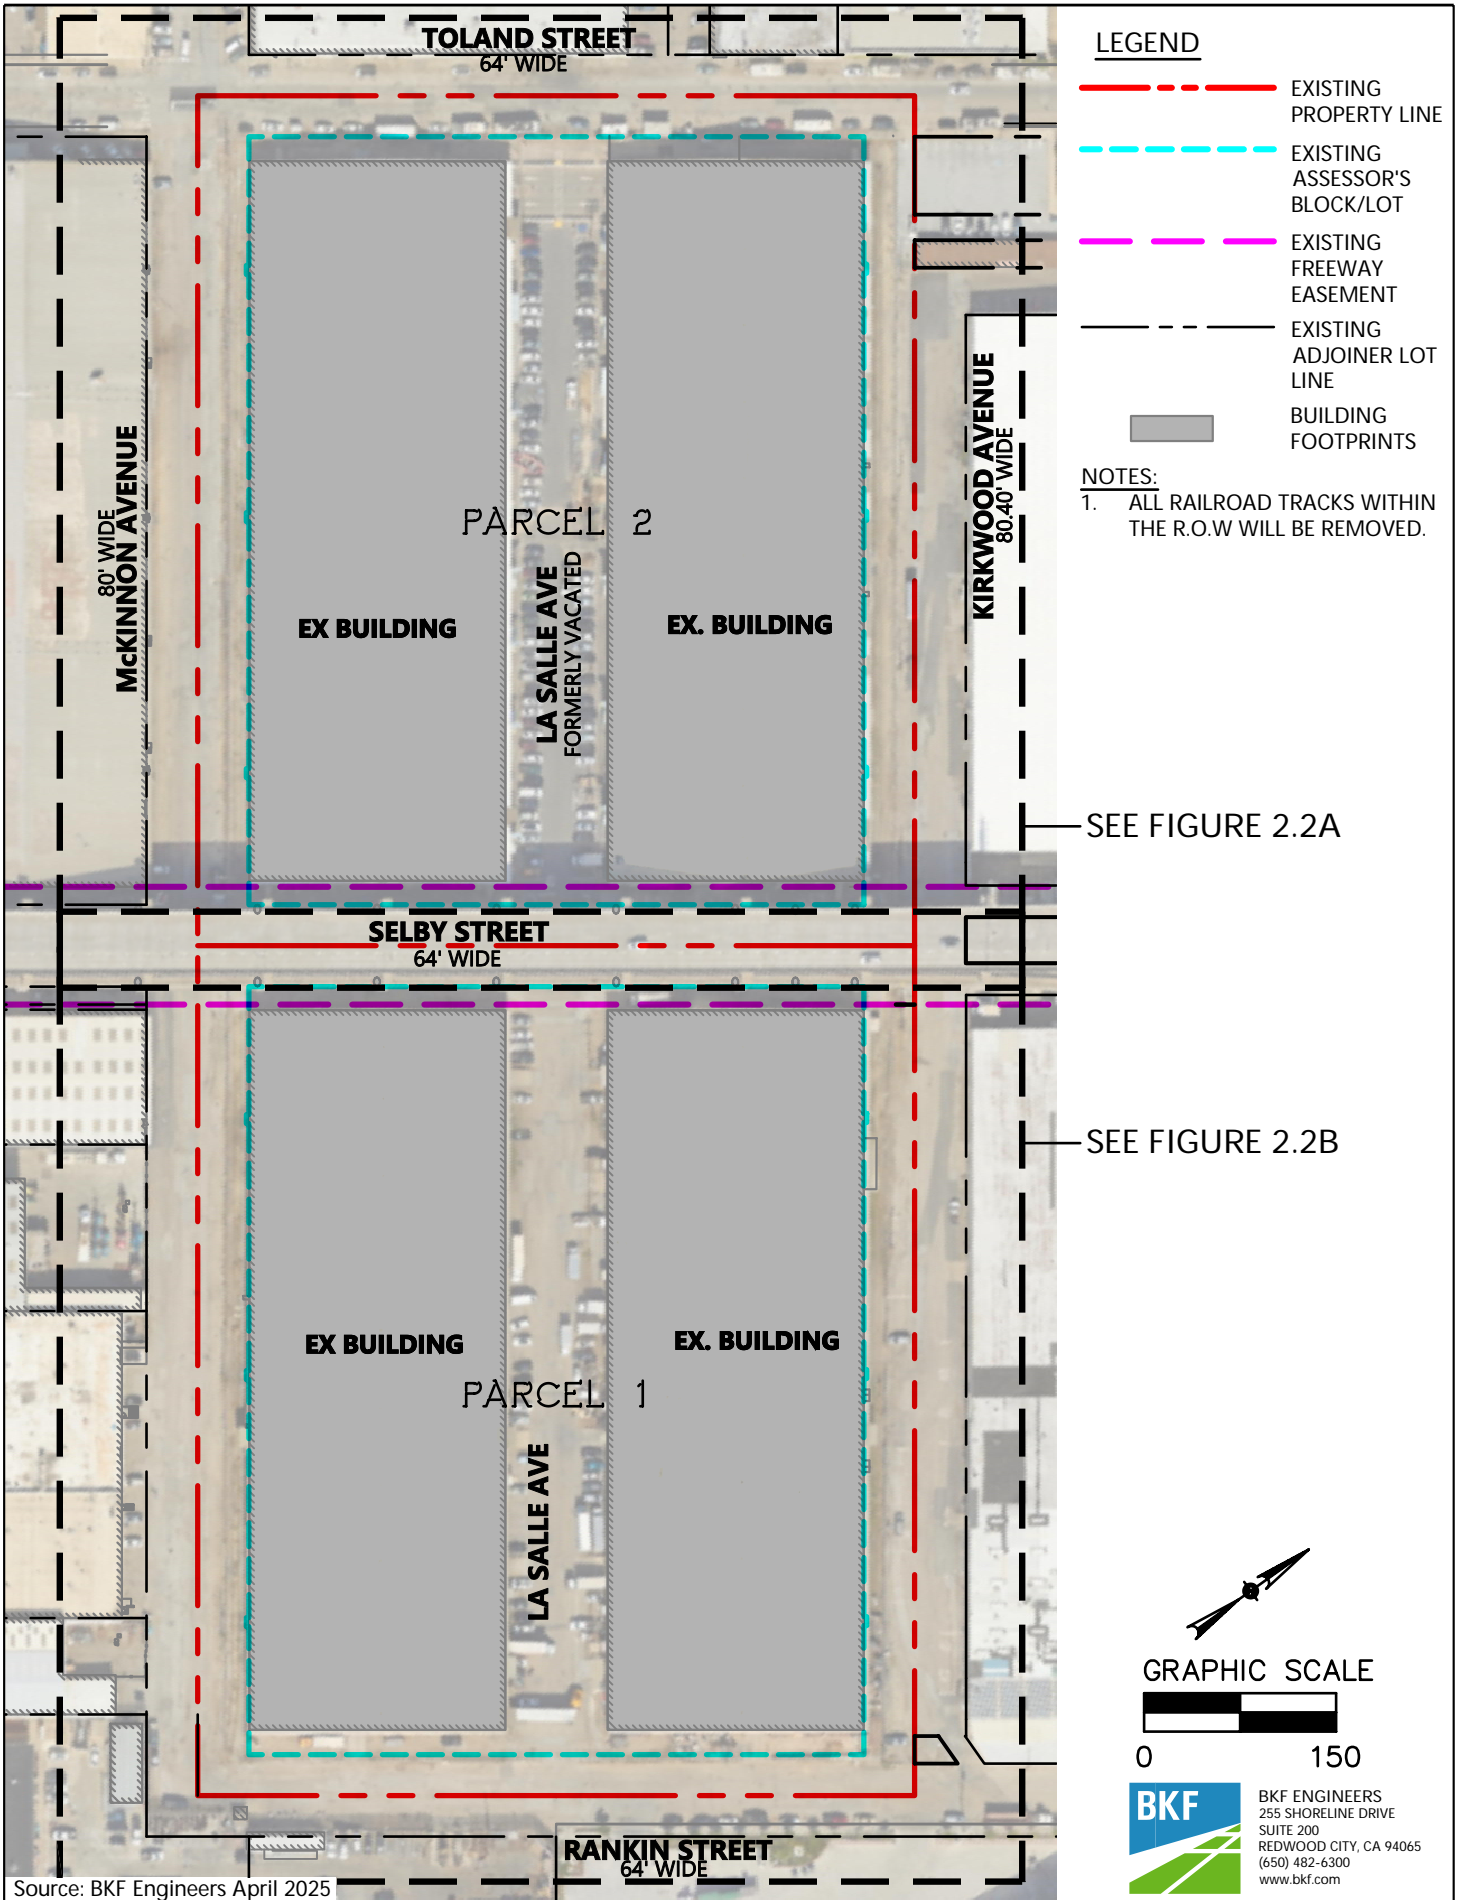 TOLAND STREET
64' WIDE
McKINNON AVENUE
80' WIDE
KIRKWOOD AVENUE
80.40' WIDE
PARCEL 2
LA SALLE AVE
FORMERLY VACATED
EX BUILDING
EX. BUILDING
SELBY STREET
64' WIDE
EX BUILDING
EX. BUILDING
PARCEL 1
LA SALLE AVE
RANKIN STREET
64' WIDE
Source: BKF Engineers April 2025
LEGEND
EXISTING
PROPERTY LINE
EXISTING
ASSESSOR'S
BLOCK/LOT
EXISTING
FREEWAY
EASEMENT
EXISTING
ADJOINER LOT
LINE
BUILDING
FOOTPRINTS
NOTES:
1. ALL RAILROAD TRACKS WITHIN
THE R.O.W WILL BE REMOVED.
SEE FIGURE 2.2A
SEE FIGURE 2.2B
GRAPHIC SCALE
0 150
BKF
BKF ENGINEERS
255 SHORELINE DRIVE
SUITE 200
REDWOOD CITY, CA 94065
(650) 482-6300
www.bkf.com